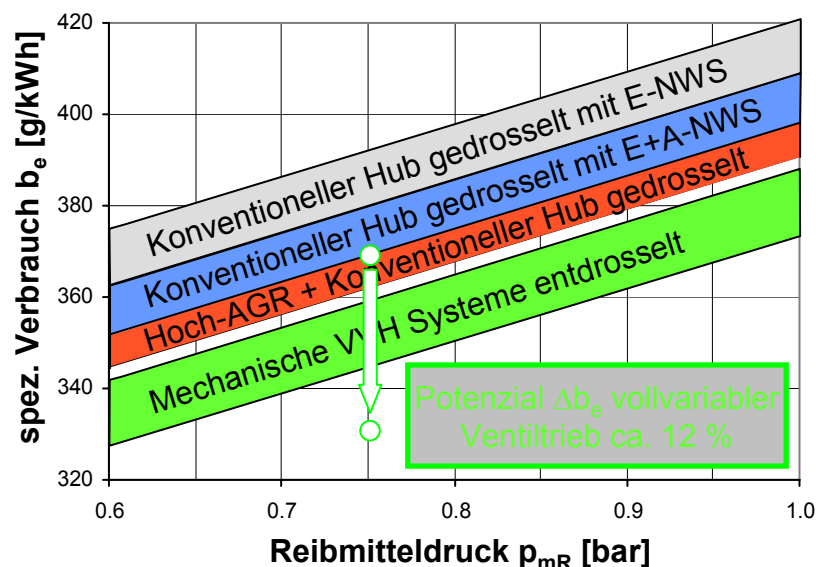 420
400
380
360
340
320
spez. Verbrauch be [g/kWh]
Konventioneller Hub gedrosselt mit E-NWS
Konventioneller Hub gedrosselt mit E+A-NWS
Hoch-AGR + Konventioneller Hub gedrosselt
Mechanische VVH Systeme entdrosselt
Potenzial Δbe vollvariabler
Ventiltrieb ca. 12 %
0.6 0.7 0.8 0.9 1.0
Reibmitteldruck pmR [bar]